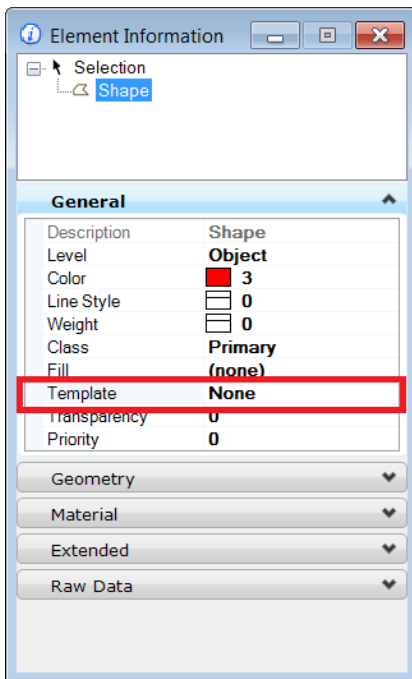 Element Information
Selection
Shape
General
Description Shape
Level Object
Color 3
Line Style 0
Weight 0
Class Primary
Fill (none)
Template None
Transparency 0
Priority 0
Geometry
Material
Extended
Raw Data